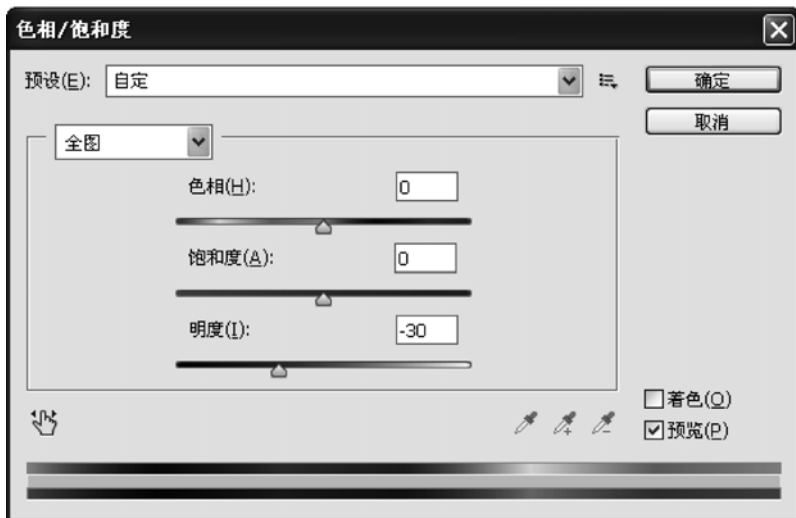 色相/饱和度
预设(E): 自定
确定
取消
全图
色相(H): 0
饱和度(A): 0
明度(I): -30
着色(O)
预览(P)